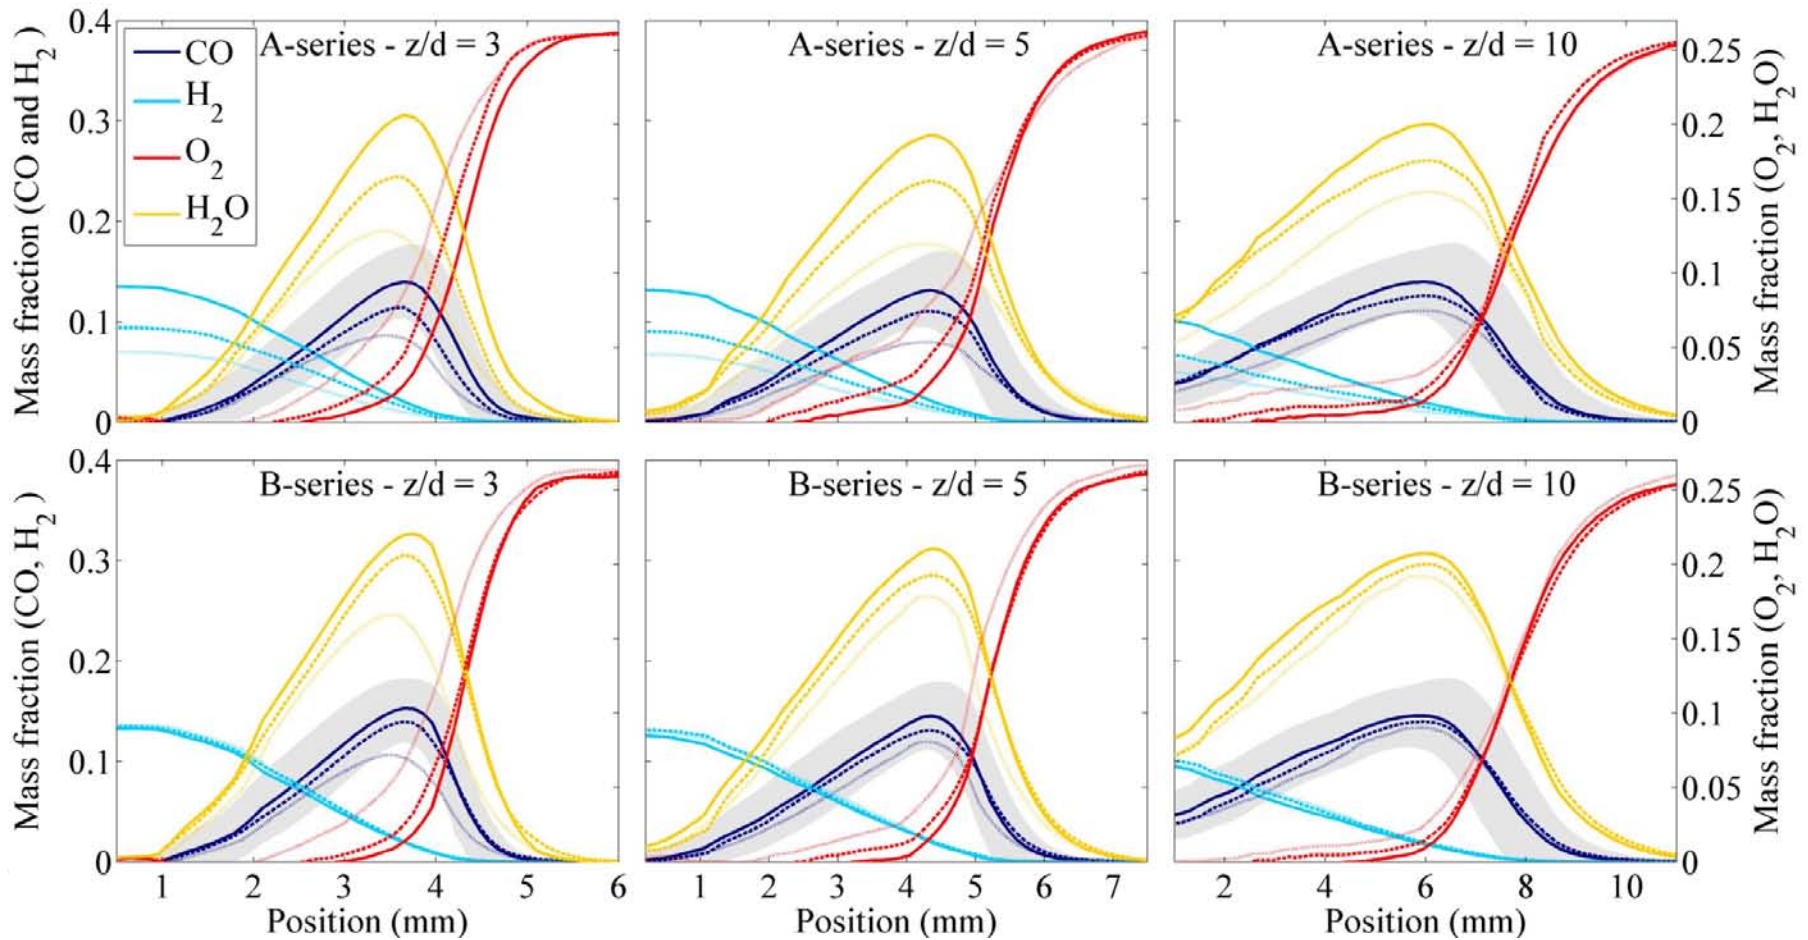 Mass fraction (CO and H2)
0.4
0.3
0.2
0.1
0
CO
H2
O2
H2O
A-series - z/d = 3
A-series - z/d = 5
A-series - z/d = 10
0.25
0.2
0.15
0.1
0.05
0
Mass fraction (O2, H2O)
Mass fraction (CO, H2)
0.4
0.3
0.2
0.1
0
B-series - z/d = 3
B-series - z/d = 5
B-series - z/d = 10
0.25
0.2
0.15
0.1
0.05
0
Mass fraction (O2, H2O)
1 2 3 4 5 6
1 2 3 4 5 6 7
2 4 6 8 10
Position (mm)
Position (mm)
Position (mm)